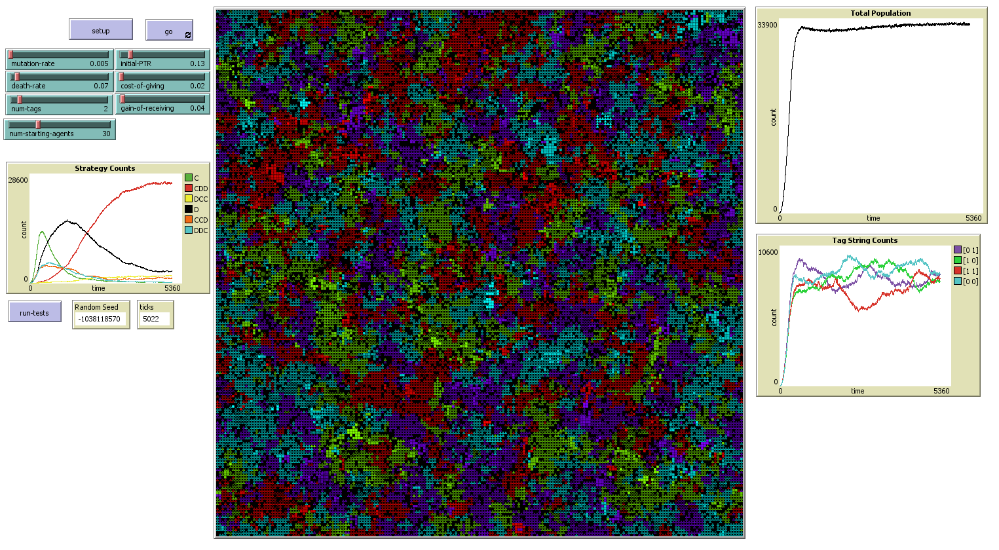 setup
go
mutation-rate 0.005
initial-PTR 0.13
death-rate 0.07
cost-of-giving 0.02
num-tags 2
gain-of-receiving 0.04
num-starting-agents 30
Strategy Counts
28600
count
0
0
time
5360
C
CDD
DCC
D
CCD
DDC
run-tests
Random Seed
-1038118570
ticks
5022
Total Population
33900
count
0
0
time
5360
Tag String Counts
10600
count
0
0
time
5360
[0 1]
[1 0]
[1 1]
[0 0]